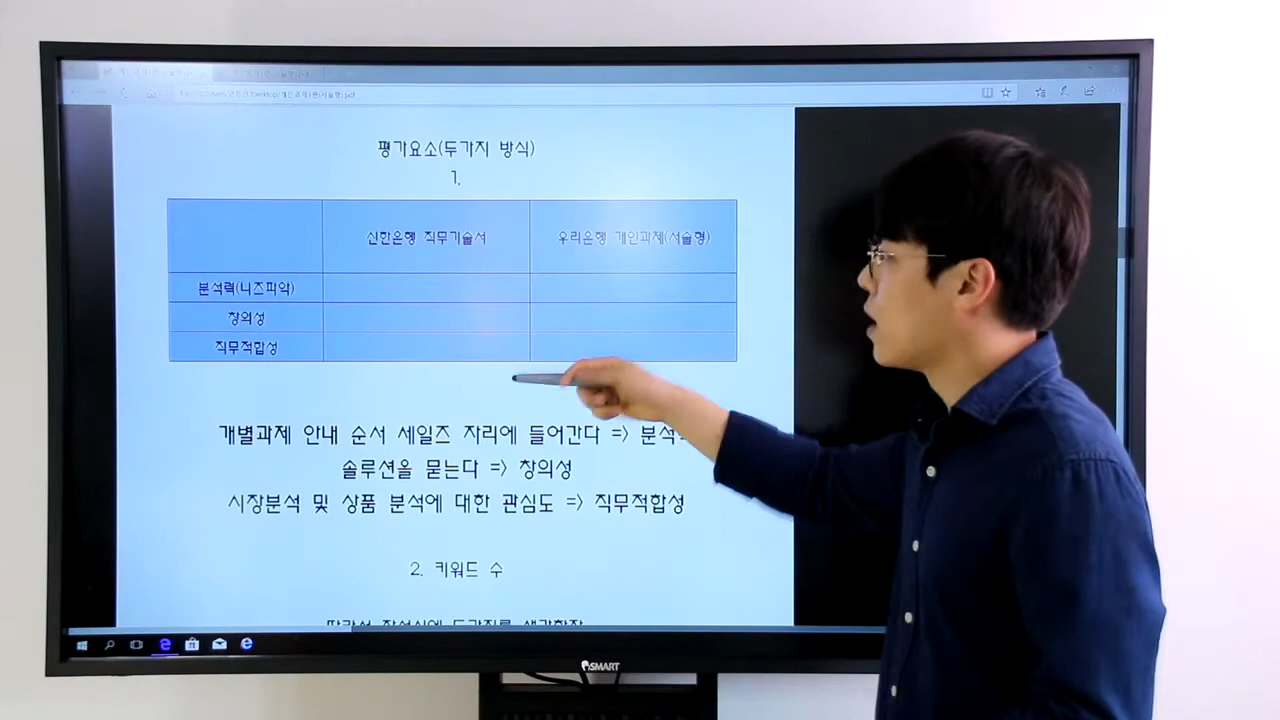 평가요소(두가지 방식)
1.
신한은행 직무기술서 우리은행 개인과제(서술형)
분석력(니즈파악)
창의성
직무적합성
개별과제 안내 순서 세일즈 자리에 들어간다 => 분석
솔루션을 묻는다 => 창의성
시장분석 및 상품 분석에 대한 관심도 => 직무적합성
2. 키워드 수
SMART